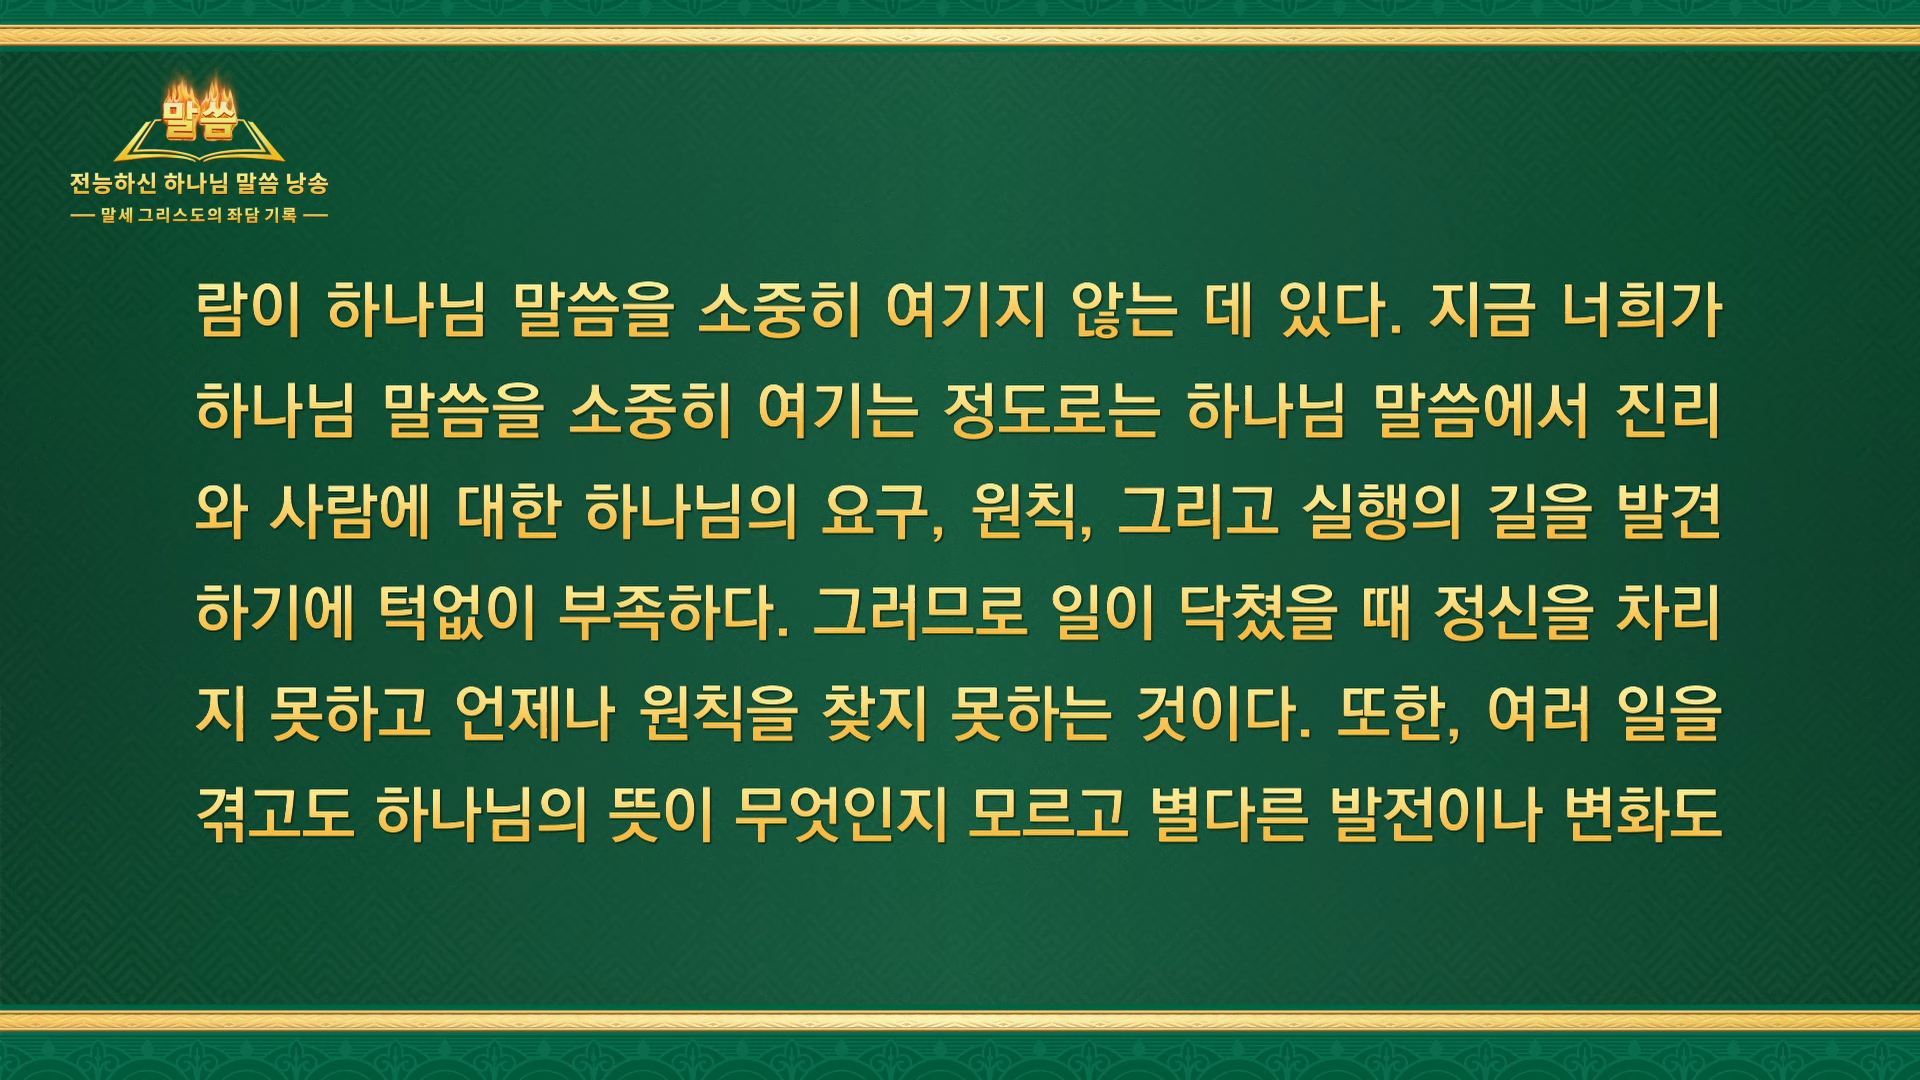 말씀
전능하신 하나님 말씀 낭송
말세 그리스도의 좌담 기록
람이 하나님 말씀을 소중히 여기지 않는 데 있다. 지금 너희가
하나님 말씀을 소중히 여기는 정도로는 하나님 말씀에서 진리
와 사람에 대한 하나님의 요구, 원칙, 그리고 실행의 길을 발견
하기에 턱없이 부족하다. 그러므로 일이 닥쳤을 때 정신을 차리
지 못하고 언제나 원칙을 찾지 못하는 것이다. 또한, 여러 일을
겪고도 하나님의 뜻이 무엇인지 모르고 별다른 발전이나 변화도